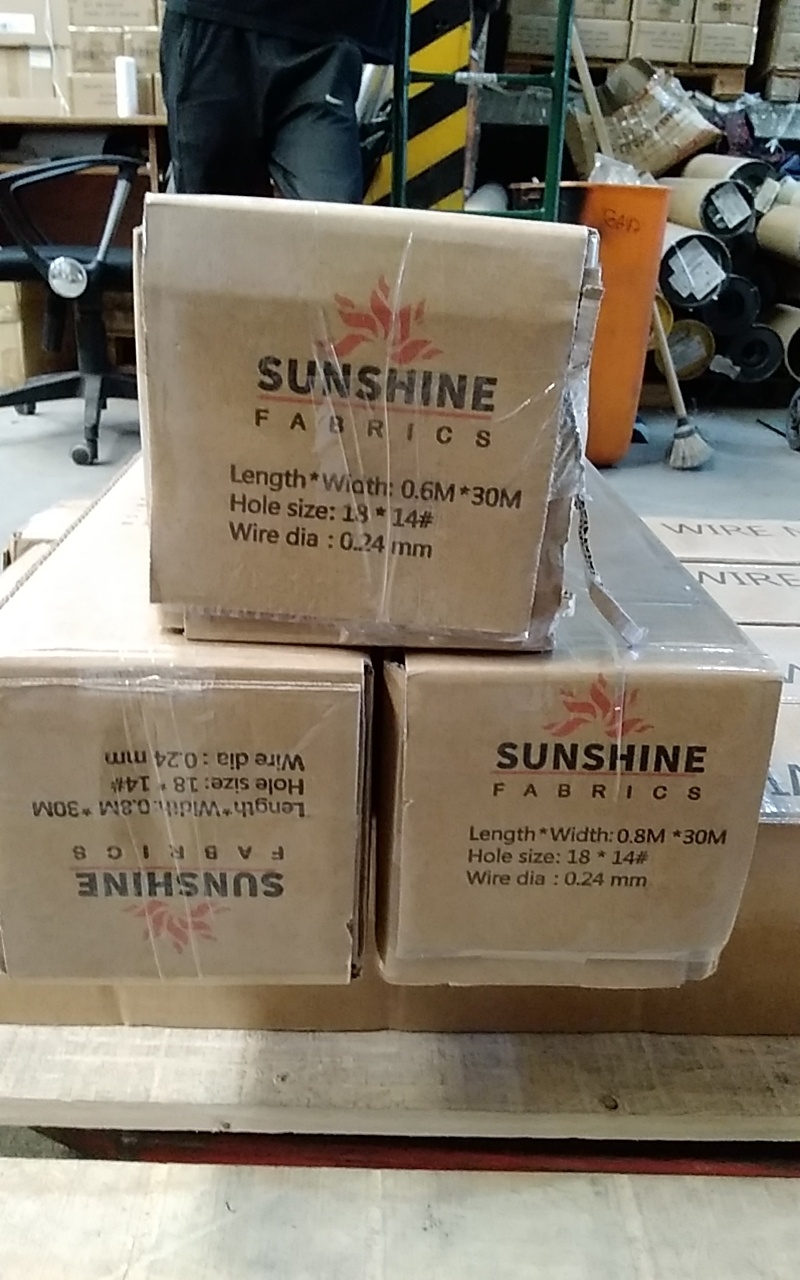 SUNSHINE
FABRICS
Length*Width: 0.6M*30M
Hole size: 18 * 14#
Wire dia : 0.24 mm
SUNSHINE
FABRICS
Length*Width:0.8M *30M
Hole size: 18 * 14#
Wire dia : 0.24 mm
SUNSHINE
FABRICS
Length*Width: 0.8M *30M
Hole size: 18 * 14#
Wire dia : 0.24 mm
WIRE
WIRE